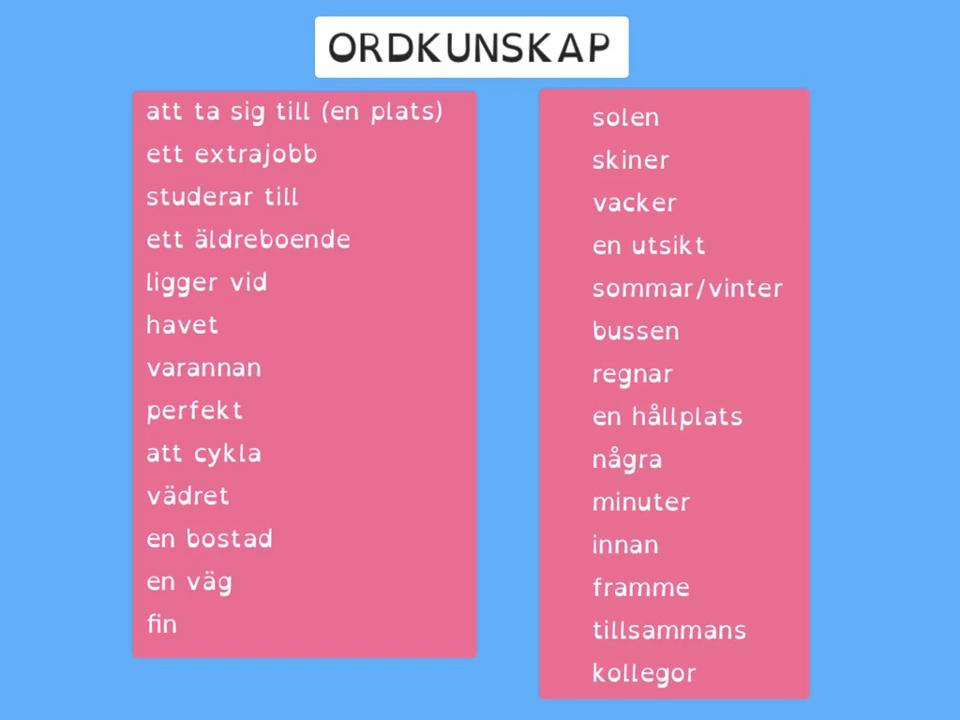 ORDKUNSKAP
att ta sig till (en plats)
ett extrajobb
studerar till
ett äldreboende
ligger vid
havet
varannan
perfekt
att cykla
vädret
en bostad
en väg
fin
solen
skiner
vacker
en utsikt
sommar/vinter
bussen
regnar
en hållplats
några
minuter
innan
framme
tillsammans
kollegor